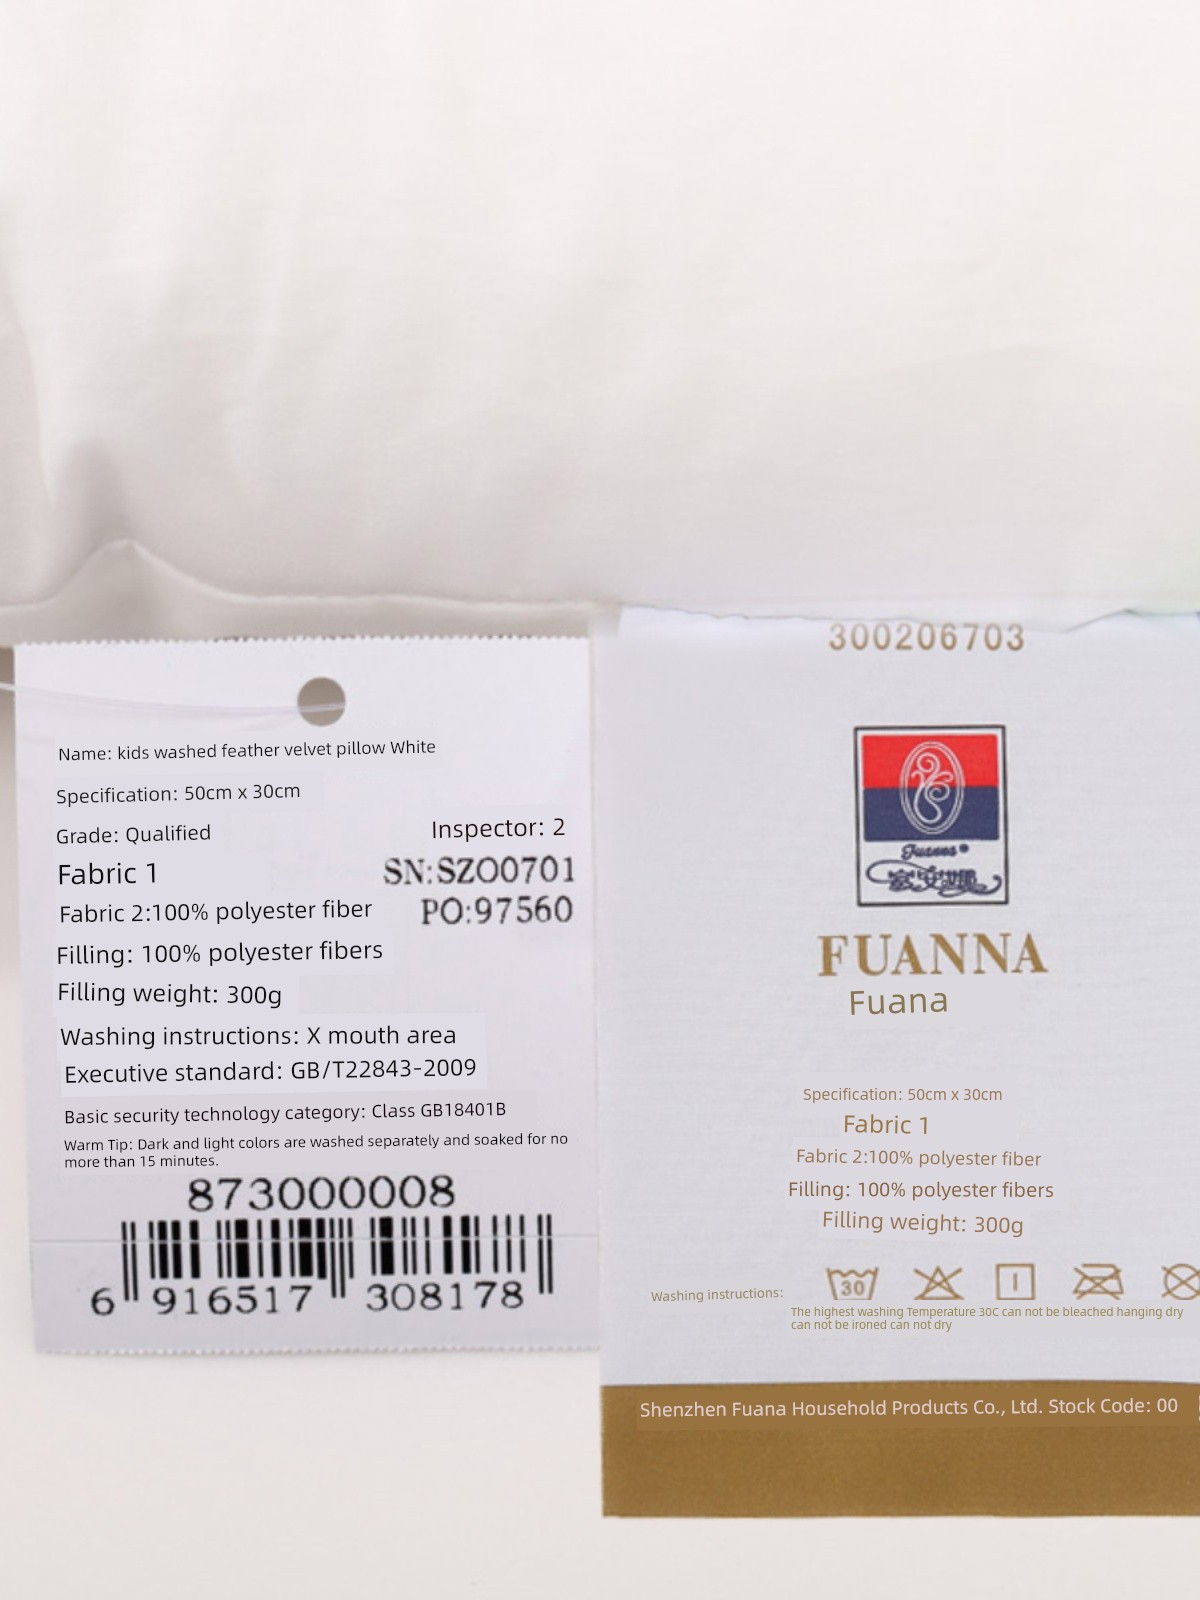 Name: kids washed feather velvet pillow White
Specification: 50cm x 30cm
Grade: Qualified
Inspector: 2
Fabric 1
SN:SZO0701
Fabric 2:100% polyester fiber
PO:97560
Filling: 100% polyester fibers
Filling weight: 300g
Washing instructions: X mouth area
Executive standard: GB/T22843-2009
Basic security technology category: Class GB18401B
Warm Tip: Dark and light colors are washed separately and soaked for no
more than 15 minutes.
873000008
6 916517 308178
300206703
Fuanna®
富安娜
FUANNA
Fuana
Specification: 50cm x 30cm
Fabric 1
Fabric 2:100% polyester fiber
Filling: 100% polyester fibers
Filling weight: 300g
Washing instructions:
30
The highest washing Temperature 30C can not be bleached hanging dry
can not be ironed can not dry
Shenzhen Fuana Household Products Co., Ltd. Stock Code: 00